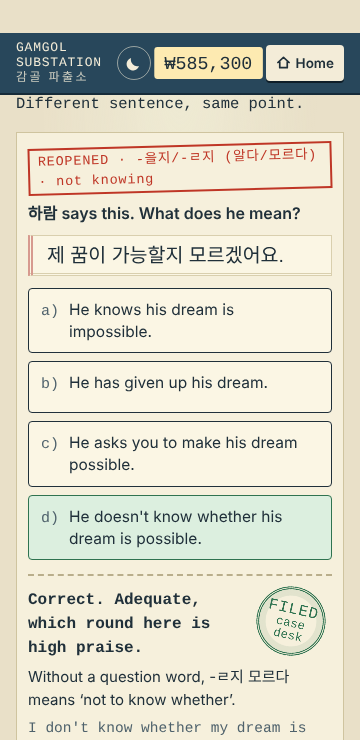 GAMGOL
SUBSTATION
감골 파출소
₩585,300
Home
Different sentence, same point.
REOPENED · -을지/-ㄹ지 (알다/모르다)
· not knowing
하람 says this. What does he mean?
제 꿈이 가능할지 모르겠어요.
a) He knows his dream is
impossible.
b) He has given up his dream.
c) He asks you to make his dream
possible.
d) He doesn't know whether his
dream is possible.
Correct. Adequate,
which round here is
high praise.
FILED
case
desk
Without a question word, -ㄹ지 모르다
means ‘not to know whether’.
I don't know whether my dream is